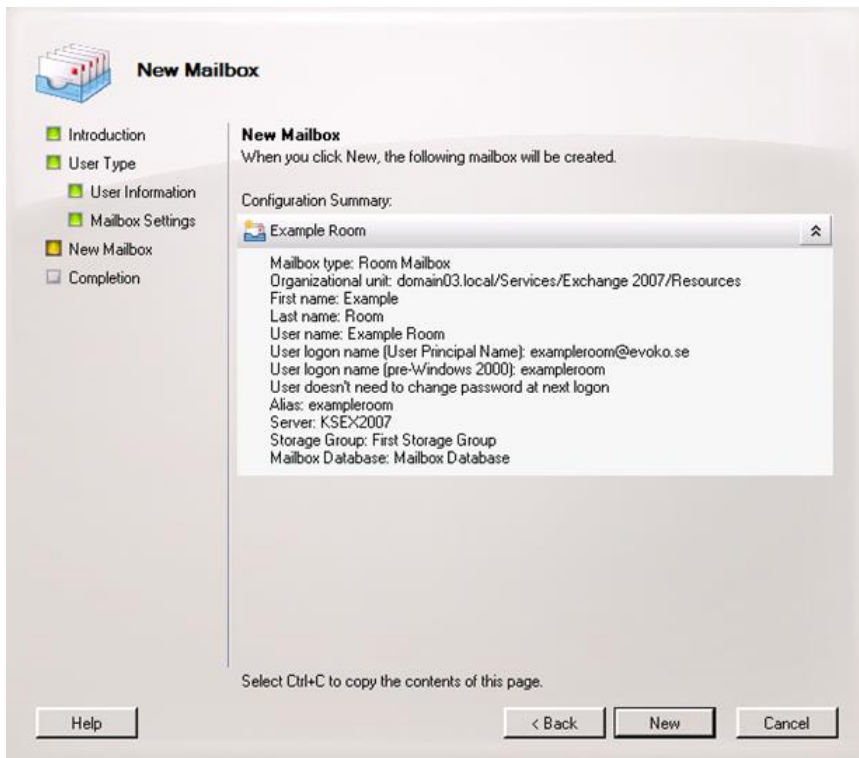 New Mailbox
Introduction
User Type
User Information
Mailbox Settings
New Mailbox
Completion
New Mailbox
When you click New, the following mailbox will be created.
Configuration Summary:
Example Room
Mailbox type: Room Mailbox
Organizational unit: domain03.local/Services/Exchange 2007/Resources
First name: Example
Last name: Room
User name: Example Room
User logon name (User Principal Name): exampleroom@evoko.se
User logon name (pre-Windows 2000): exampleroom
User doesn't need to change password at next logon
Alias: exampleroom
Server: KSEX2007
Storage Group: First Storage Group
Mailbox Database: Mailbox Database
Select Ctrl+C to copy the contents of this page.
Help
< Back
New
Cancel